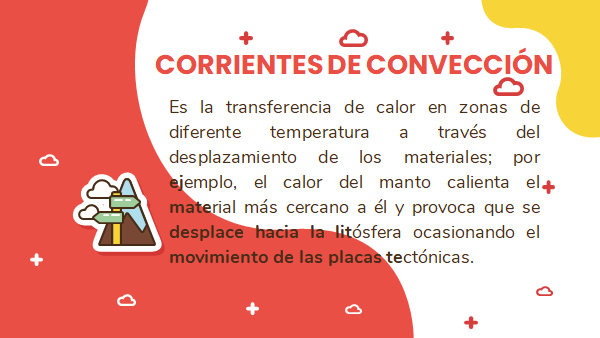 CORRIENTES DE CONVECCIÓN
Es la transferencia de calor en zonas de
diferente temperatura a través del
desplazamiento de los materiales; por
ejemplo, el calor del manto calienta el
material más cercano a él y provoca que se
desplace hacia la litósfera ocasionando el
movimiento de las placas tectónicas.